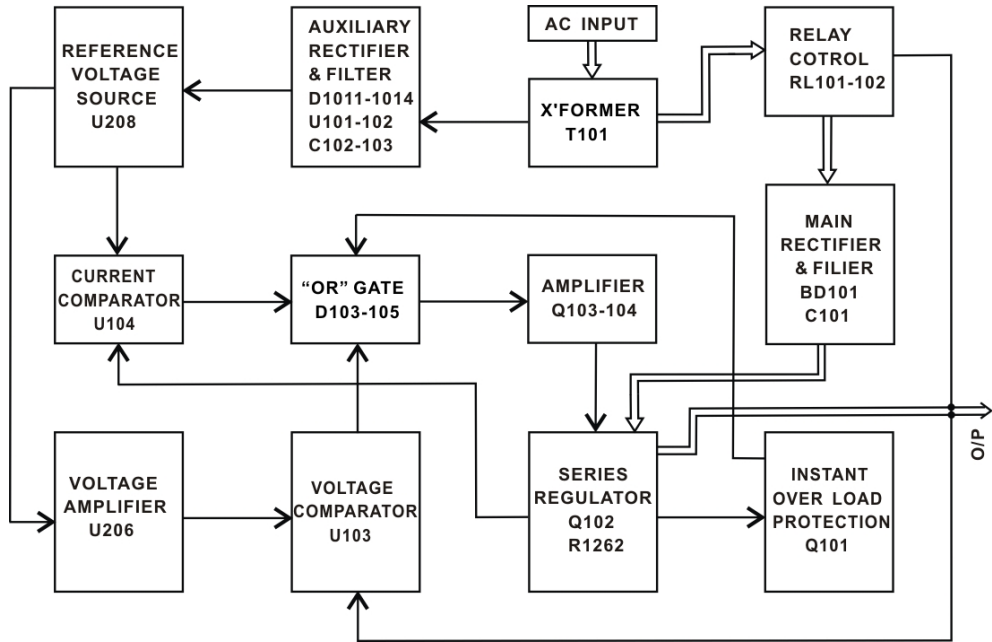 REFERENCE
VOLTAGE
SOURCE
U208
AUXILIARY
RECTIFIER
& FILTER
D1011-1014
U101-102
C102-103
AC INPUT
X'FORMER
T101
RELAY
COTROL
RL101-102
MAIN
RECTIFIER
& FILIER
BD101
C101
CURRENT
COMPARATOR
U104
“OR” GATE
D103-105
AMPLIFIER
Q103-104
VOLTAGE
AMPLIFIER
U206
VOLTAGE
COMPARATOR
U103
SERIES
REGULATOR
Q102
R1262
INSTANT
OVER LOAD
PROTECTION
Q101
O/P